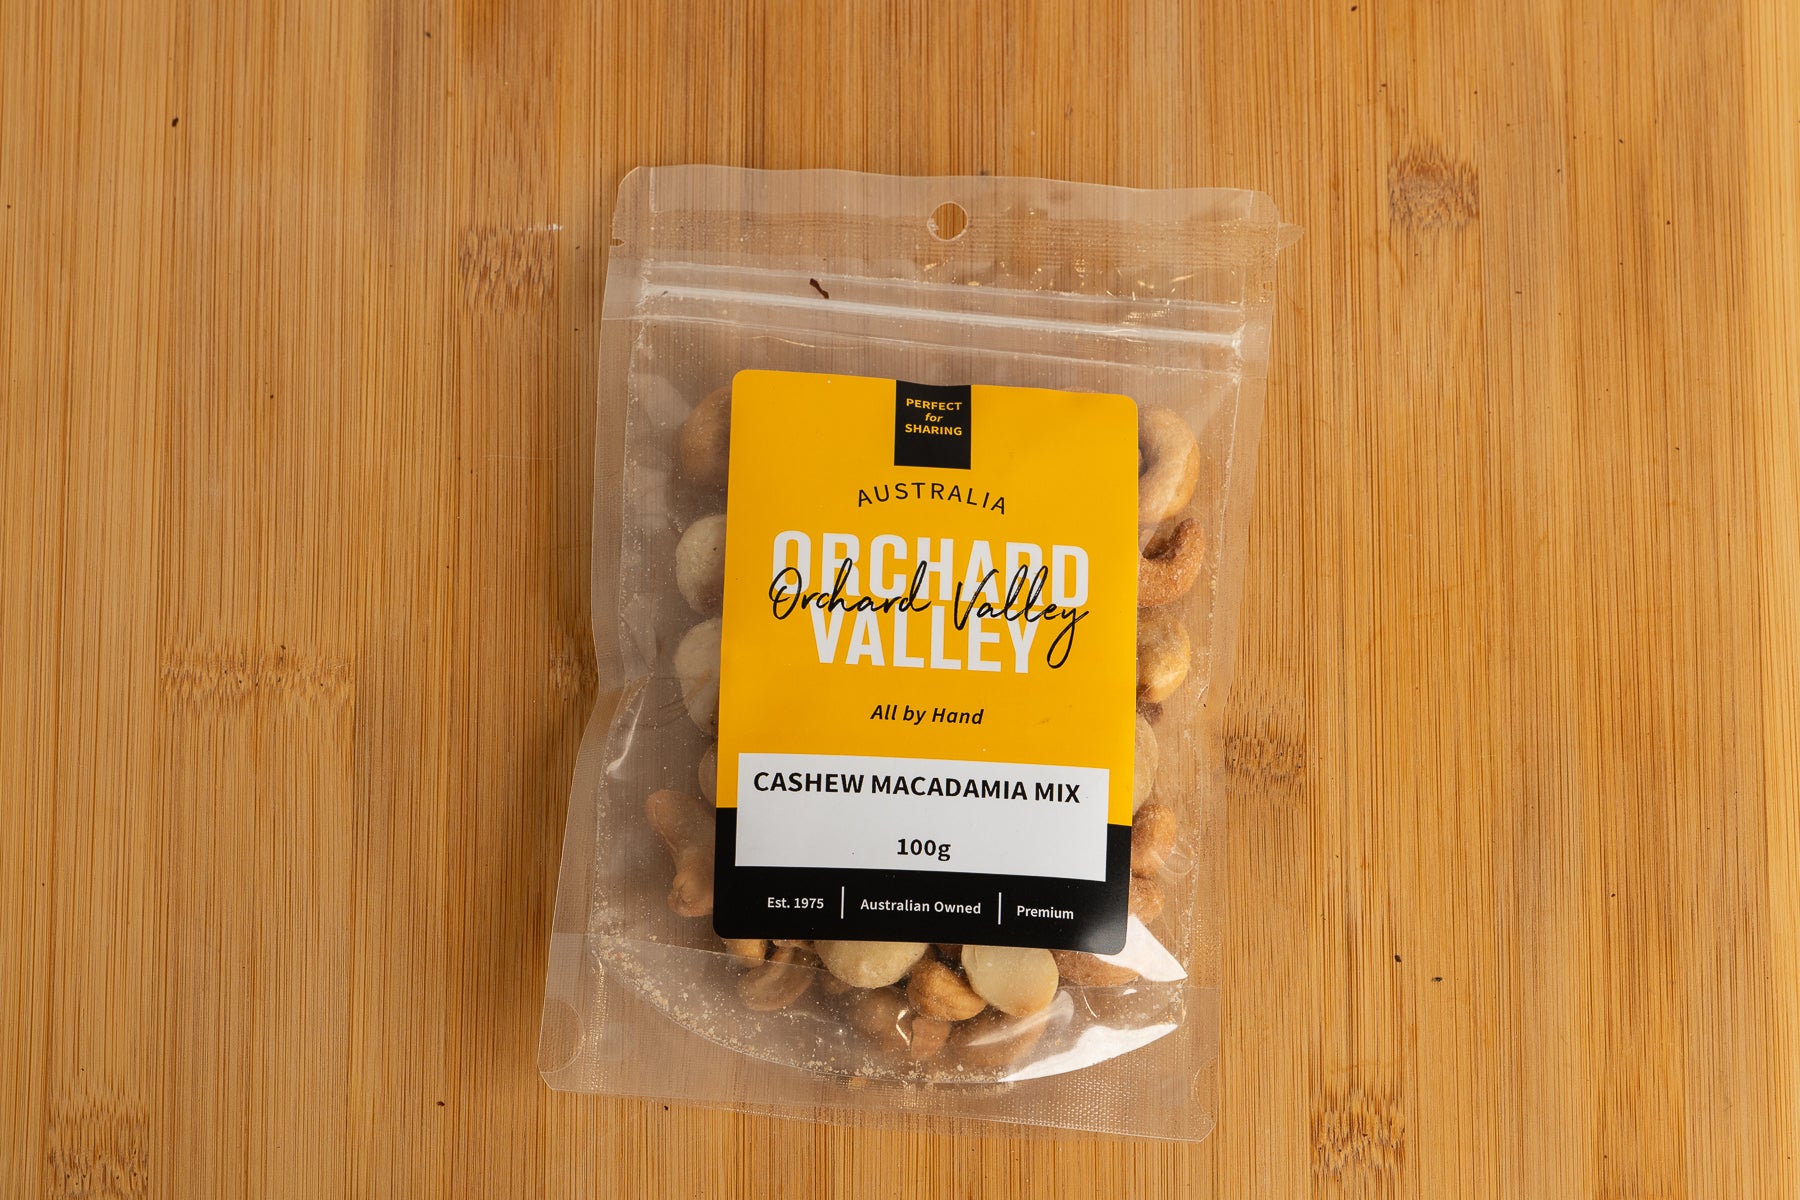 PERFECT
for
SHARING
AUSTRALIA
ORCHARD
Orchard Valley
VALLEY
All by Hand
CASHEW MACADAMIA MIX
100g
Est. 1975 | Australian Owned | Premium